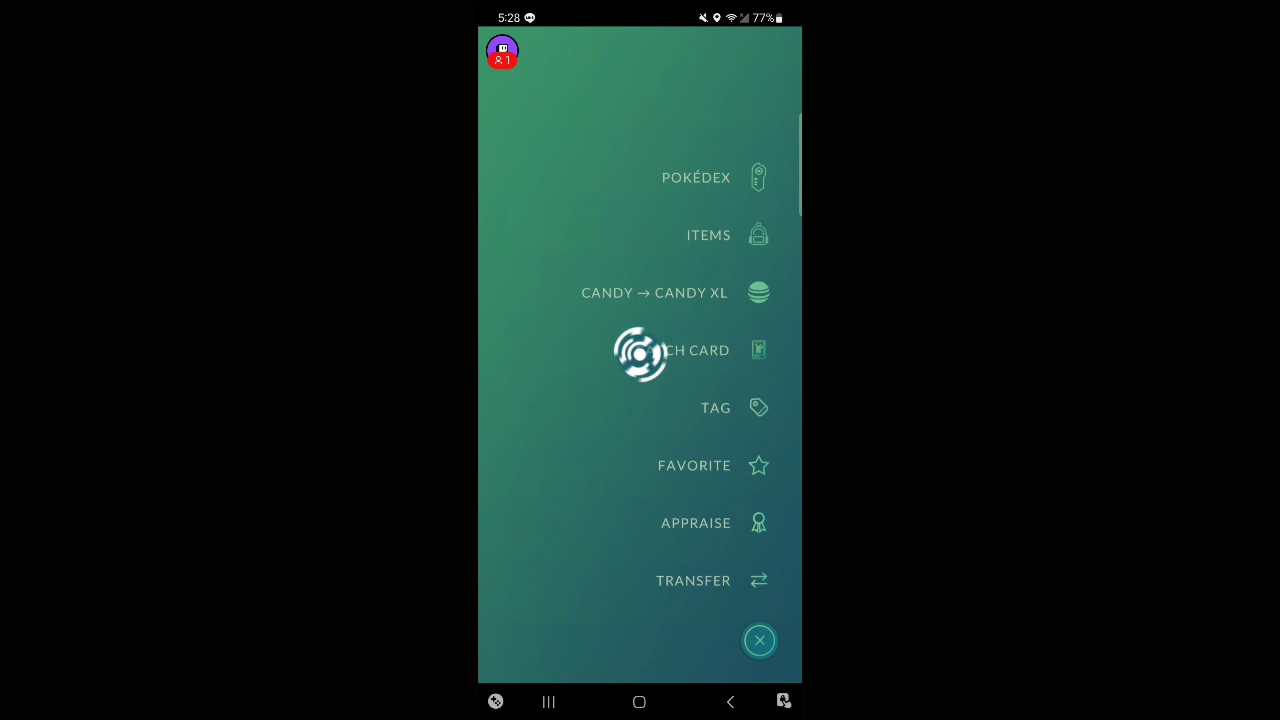 5:28
77%
1
POKÉDEX
ITEMS
CANDY → CANDY XL
CH CARD
TAG
FAVORITE
APPRAISE
TRANSFER